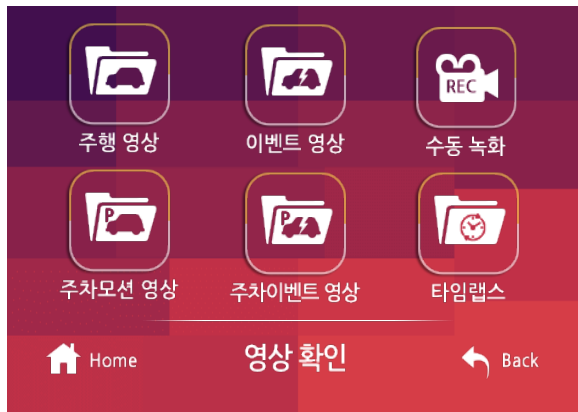 주행 영상
이벤트 영상
REC
수동 녹화
P
주차모션 영상
P
주차이벤트 영상
타임랩스
Home
영상 확인
Back